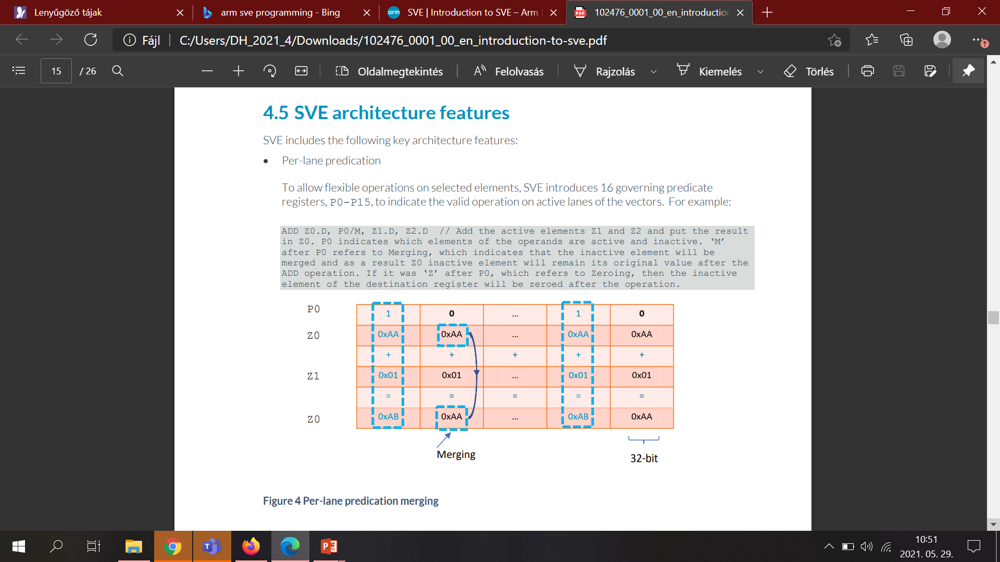 Lenyűgöző tájak
arm sve programming - Bing
SVE | Introduction to SVE – Arm
102476_0001_00_en_introduction
Fájl
C:/Users/DH_2021_4/Downloads/102476_0001_00_en_introduction-to-sve.pdf
15 / 26
Oldalmegtekintés
Felolvasás
Rajzolás
Kiemelés
Törlés
4.5 SVE architecture features
SVE includes the following key architecture features:
• Per-lane predication
To allow flexible operations on selected elements, SVE introduces 16 governing predicate
registers, P0-P15, to indicate the valid operation on active lanes of the vectors. For example:
ADD Z0.D, P0/M, Z1.D, Z2.D // Add the active elements Z1 and Z2 and put the result
in Z0. P0 indicates which elements of the operands are active and inactive. ‘M’
after P0 refers to Merging, which indicates that the inactive element will be
merged and as a result Z0 inactive element will remain its original value after the
ADD operation. If it was ‘Z’ after P0, which refers to Zeroing, then the inactive
element of the destination register will be zeroed after the operation.
P0 1 0 ... 1 0
Z0 0xAA 0xAA ... 0xAA 0xAA
+ + + + +
Z1 0x01 0x01 ... 0x01 0x01
= = = = =
Z0 0xAB 0xAA ... 0xAB 0xAA
Merging
32-bit
Figure 4 Per-lane predication merging
10:51
2021. 05. 29.